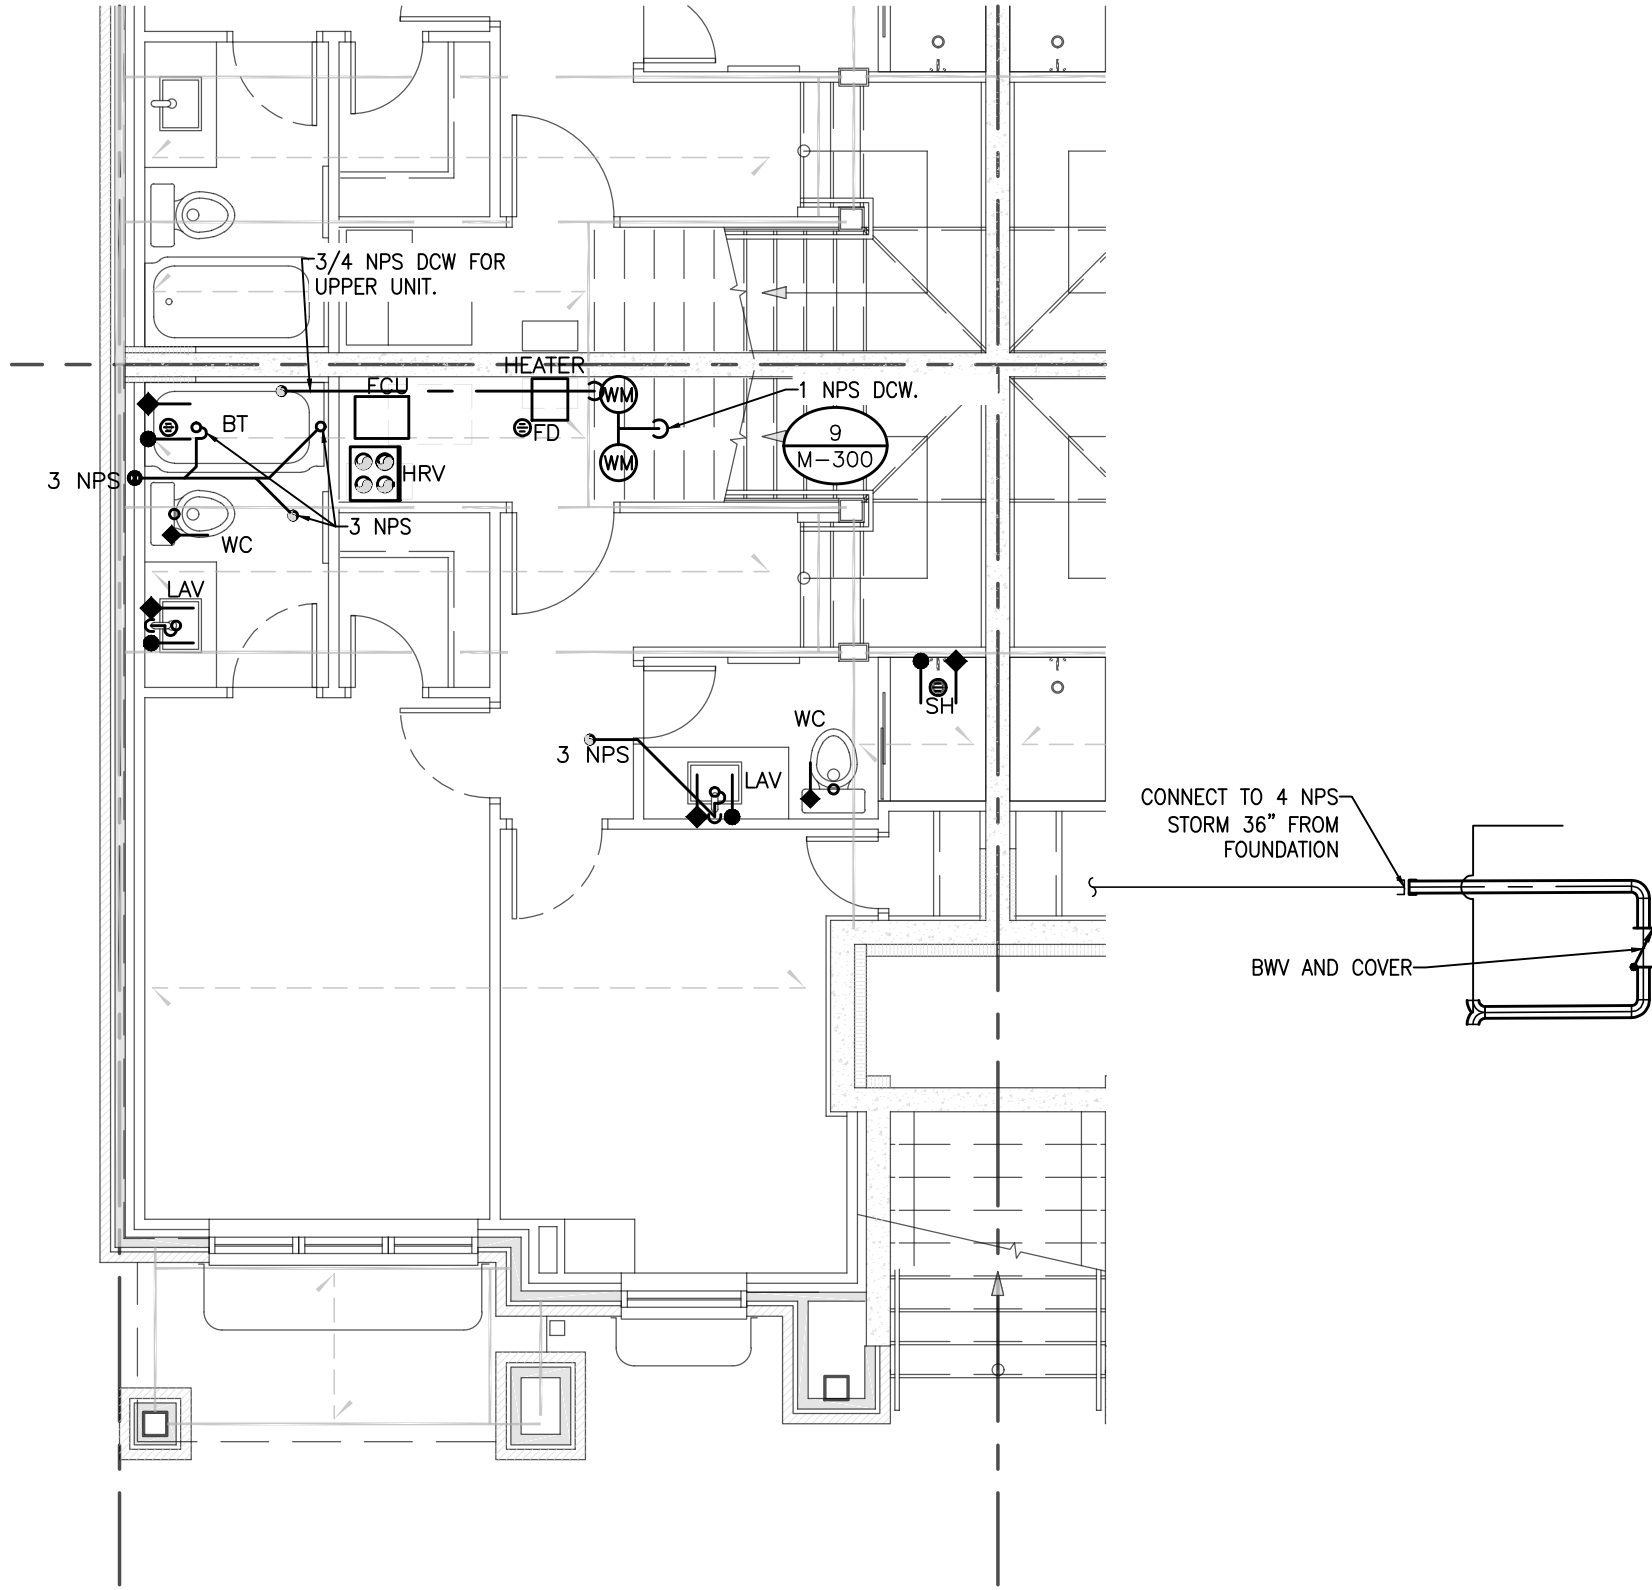 3/4 NPS DCW FOR
UPPER UNIT.
HEATER
FCU
WM
1 NPS DCW.
BT
FD
9
M-300
WM
HRV
3 NPS
3 NPS
WC
LAV
SH
WC
3 NPS
LAV
CONNECT TO 4 NPS
STORM 36" FROM
FOUNDATION
BWV AND COVER